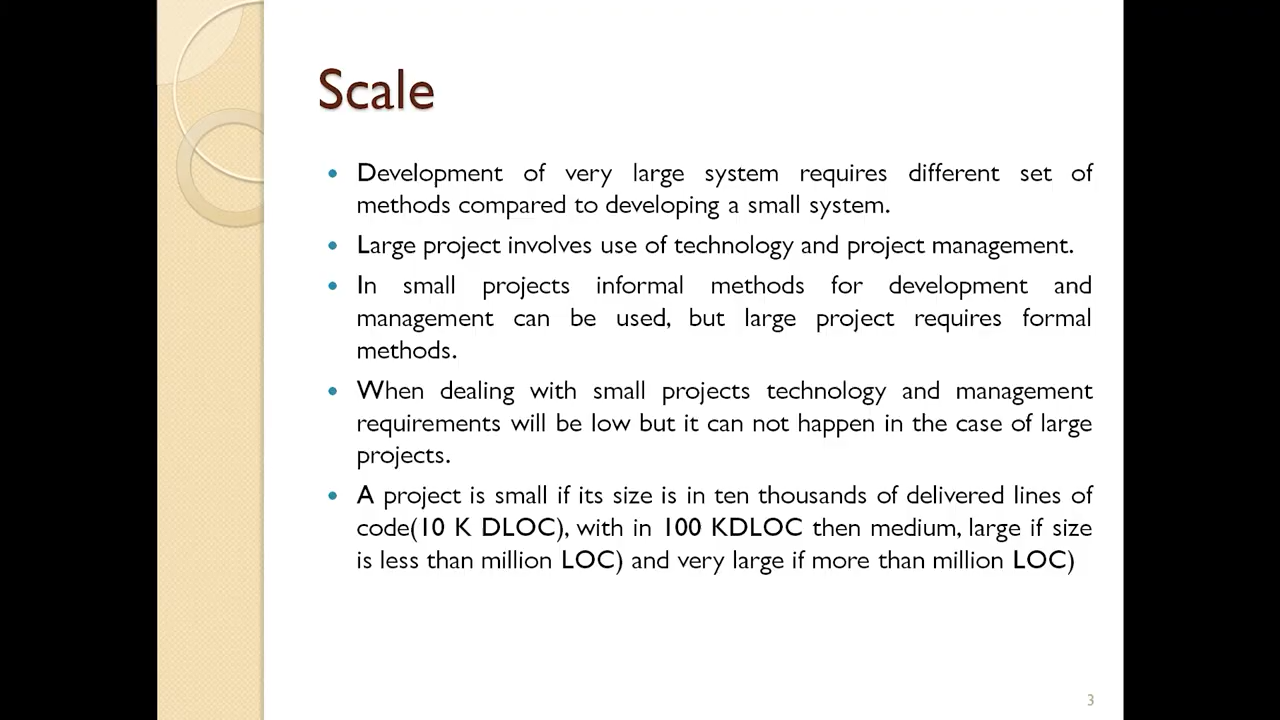 Scale
• Development of very large system requires different set of
methods compared to developing a small system.
• Large project involves use of technology and project management.
• In small projects informal methods for development and
management can be used, but large project requires formal
methods.
• When dealing with small projects technology and management
requirements will be low but it can not happen in the case of large
projects.
• A project is small if its size is in ten thousands of delivered lines of
code(10 K DLOC), with in 100 KDLOC then medium, large if size
is less than million LOC) and very large if more than million LOC)
3